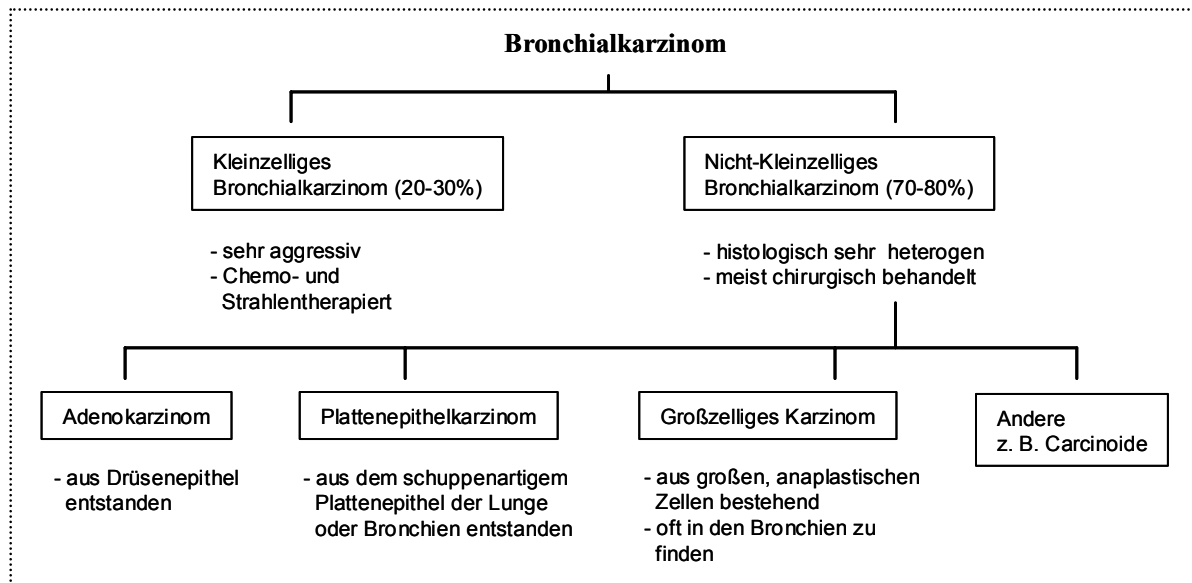 Bronchialkarzinom
Kleinzelliges
Bronchialkarzinom (20-30%)
- sehr aggressiv
- Chemo- und
Strahlentherapiert
Nicht-Kleinzelliges
Bronchialkarzinom (70-80%)
- histologisch sehr heterogen
- meist chirurgisch behandelt
Adenokarzinom
- aus Drüsenepithel
entstanden
Plattenepithelkarzinom
- aus dem schuppenartigem
Plattenepithel der Lunge
oder Bronchien entstanden
Großzelliges Karzinom
- aus großen, anaplastischen
Zellen bestehend
- oft in den Bronchien zu
finden
Andere
z. B. Carcinoide